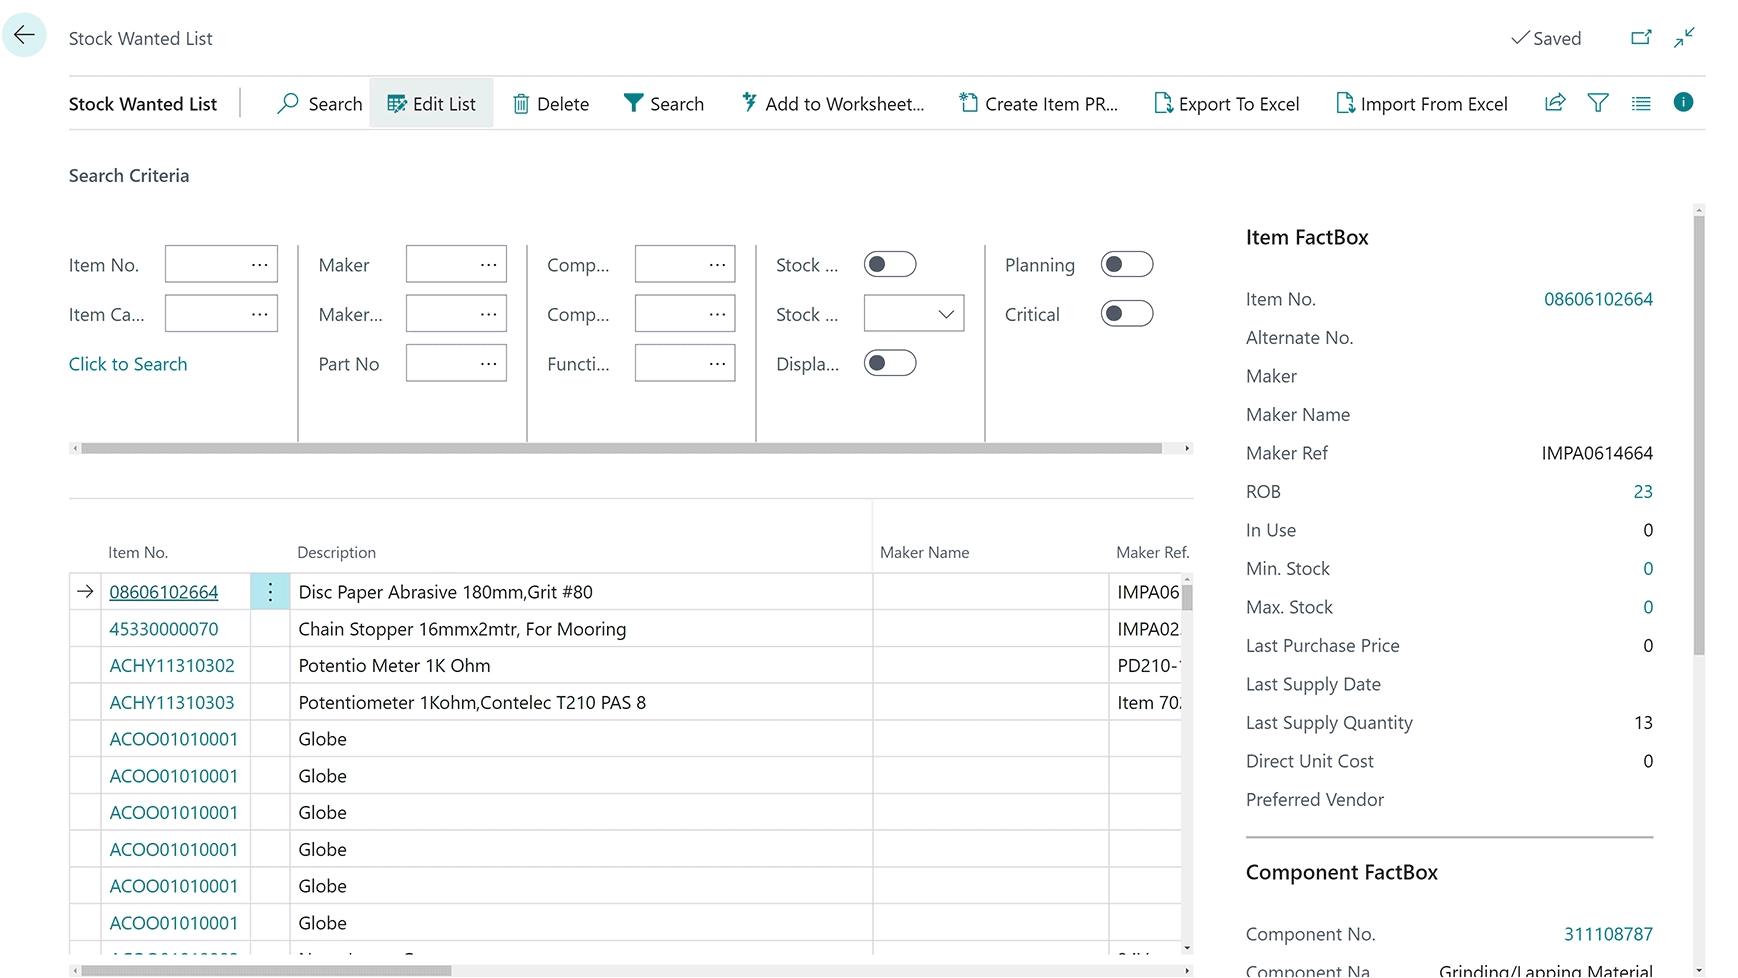 Stock Wanted List
Saved
Stock Wanted List
Search
Edit List
Delete
Search
Add to Worksheet...
Create Item PR...
Export To Excel
Import From Excel
Search Criteria
Item No.
Maker
Comp...
Stock ...
Planning
Item Ca...
Maker...
Comp...
Stock ...
Critical
Click to Search
Part No
Functi...
Displa...
Item No. Description Maker Name Maker Ref.
08606102664 Disc Paper Abrasive 180mm,Grit #80 IMPA06
45330000070 Chain Stopper 16mmx2mtr, For Mooring IMPA02
ACHY11310302 Potentio Meter 1K Ohm PD210-
ACHY11310303 Potentiometer 1Kohm,Contelec T210 PAS 8 Item 70
ACOO01010001 Globe
ACOO01010001 Globe
ACOO01010001 Globe
ACOO01010001 Globe
ACOO01010001 Globe
ACOO01010001 Globe
Item FactBox
Item No. 08606102664
Alternate No.
Maker
Maker Name
Maker Ref IMPA0614664
ROB 23
In Use 0
Min. Stock 0
Max. Stock 0
Last Purchase Price 0
Last Supply Date
Last Supply Quantity 13
Direct Unit Cost 0
Preferred Vendor
Component FactBox
Component No. 311108787
Component Na Grinding/Lapping Material